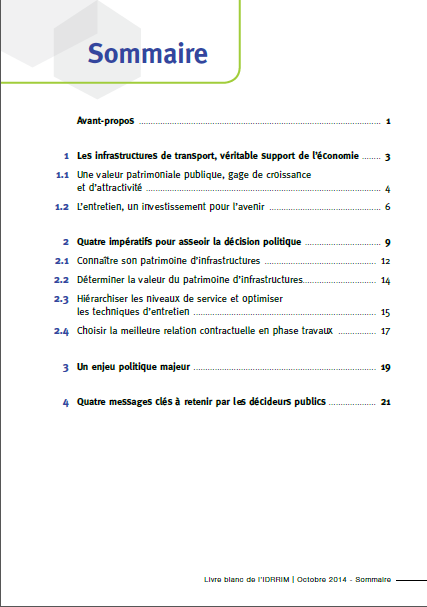 Sommaire
Avant-propos 1
1 Les infrastructures de transport, véritable support de l'économie 3
1.1 Une valeur patrimoniale publique, gage de croissance
et d'attractivité 4
1.2 L'entretien, un investissement pour l'avenir 6
2 Quatre impératifs pour asseoir la décision politique 9
2.1 Connaître son patrimoine d'infrastructures 12
2.2 Déterminer la valeur du patrimoine d'infrastructures 14
2.3 Hiérarchiser les niveaux de service et optimiser
les techniques d'entretien 15
2.4 Choisir la meilleure relation contractuelle en phase travaux 17
3 Un enjeu politique majeur 19
4 Quatre messages clés à retenir par les décideurs publics 21
Livre blanc de l'IDRRIM | Octobre 2014 - Sommaire